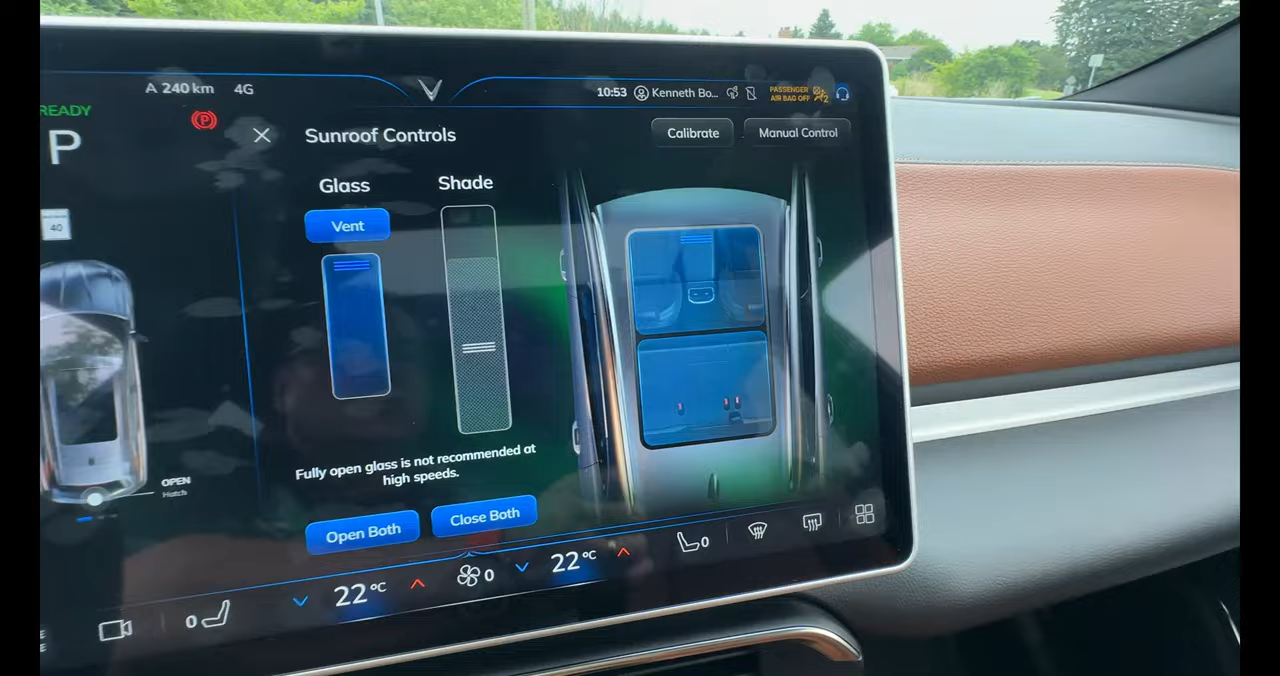 A 240 km 4G
10:53 Kenneth Bo...
PASSENGER
AIR BAG OFF
2
READY
P
P
Sunroof Controls
Calibrate
Manual Control
Glass
Shade
Vent
40
Fully open glass is not recommended at
high speeds.
OPEN
Hatch
Open Both
Close Both
0
22°C
0
22°C
0